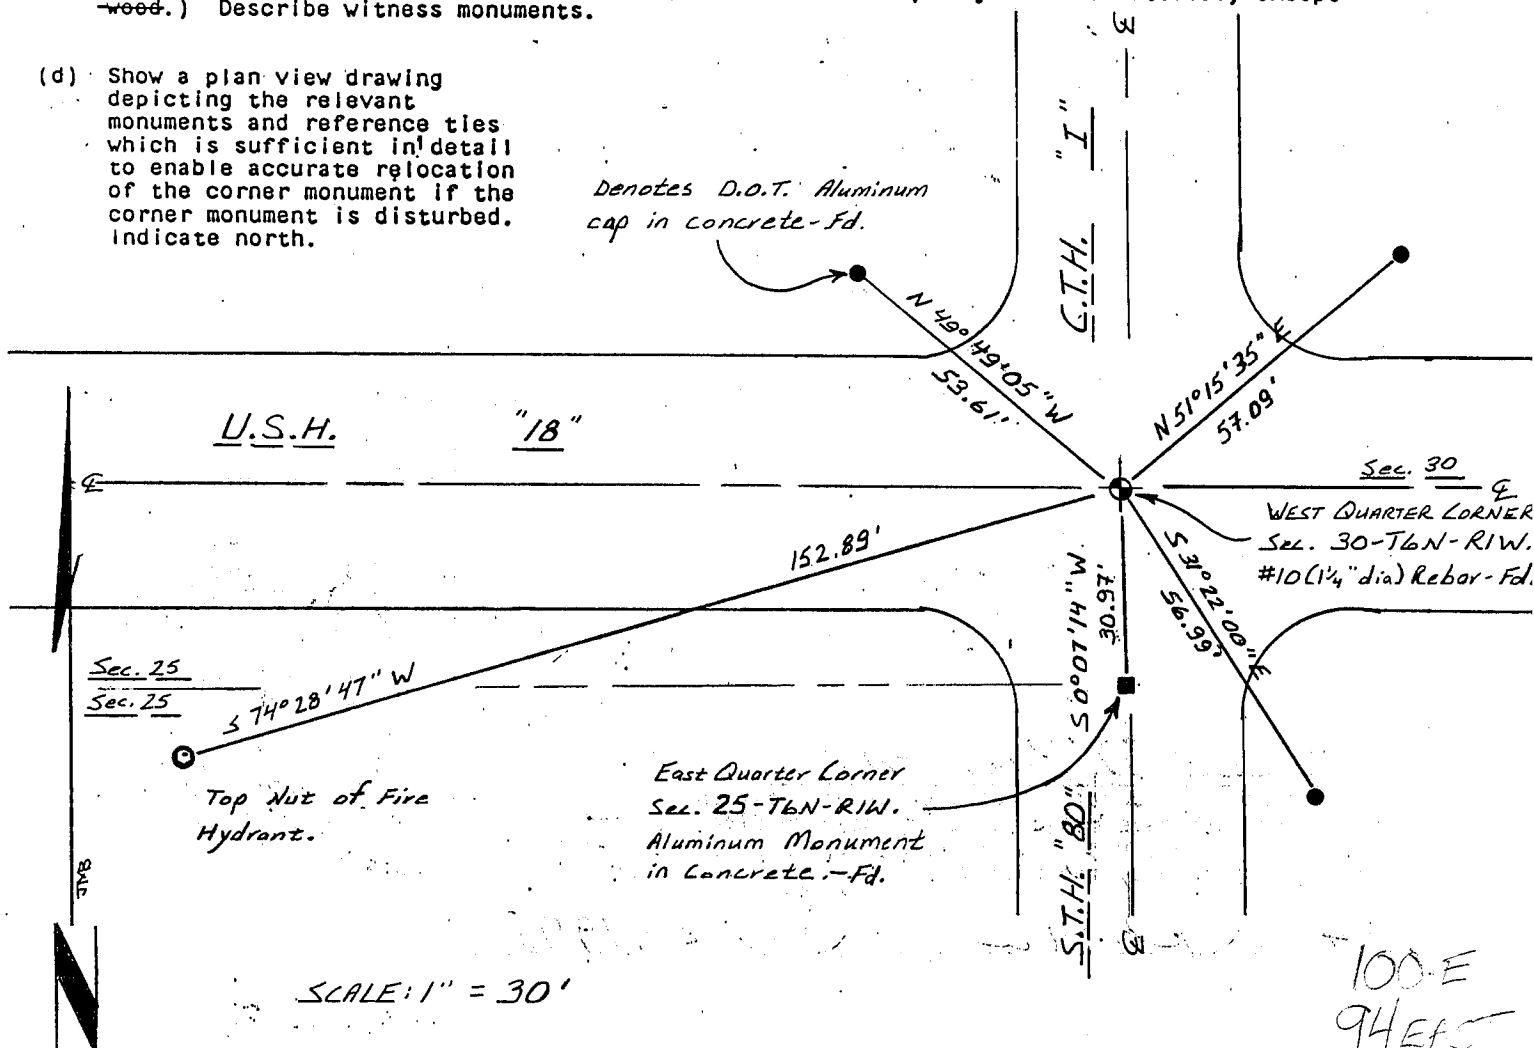 wood.) Describe witness monuments.
(d) Show a plan view drawing
depicting the relevant
monuments and reference ties
which is sufficient in detail
to enable accurate relocation
of the corner monument if the
corner monument is disturbed.
Indicate north.
Denotes D.O.T. Aluminum
cap in concrete-Fd.
C.T.H. "I"
N 49°49'05" W
53.61'
N 51°15'35" E
57.09'
U.S.H. "18"
Sec. 30
WEST QUARTER CORNER
Sec. 30-T6N-R1W.
#10 (1¼" dia) Rebar-Fd.
152.89'
S 0°07'14" W
30.97'
S 31°22'00" E
56.99'
Sec. 25
Sec. 25
S 74°28'47" W
Top Nut of Fire
Hydrant.
East Quarter Corner
Sec. 25-T6N-R1W.
Aluminum Monument
in Concrete.-Fd.
S.T.H. "80"
N
SCALE: 1" = 30'
100-E